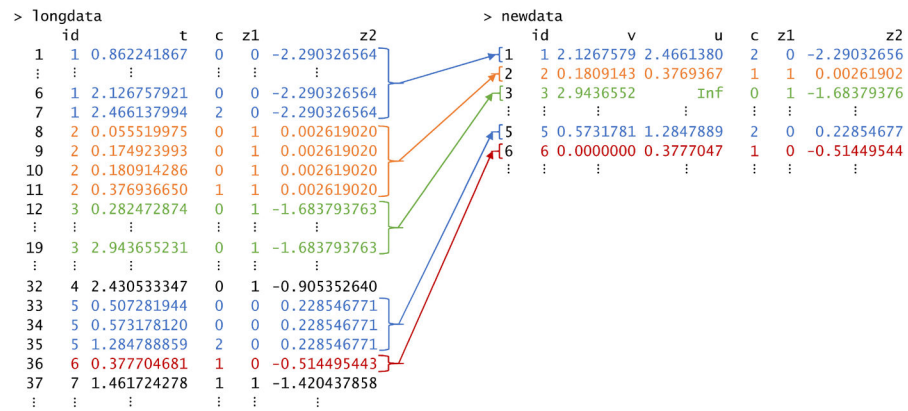 > longdata
id t c z1 z2
1 1 0.862241867 0 0 -2.290326564
⋮ ⋮ ⋮ ⋮ ⋮ ⋮
6 1 2.126757921 0 0 -2.290326564
7 1 2.466137994 2 0 -2.290326564
8 2 0.055519975 0 1 0.002619020
9 2 0.174923993 0 1 0.002619020
10 2 0.180914286 0 1 0.002619020
11 2 0.376936650 1 1 0.002619020
12 3 0.282472874 0 1 -1.683793763
⋮ ⋮ ⋮ ⋮ ⋮ ⋮
19 3 2.943655231 0 1 -1.683793763
⋮ ⋮ ⋮ ⋮ ⋮ ⋮
32 4 2.430533347 0 1 -0.905352640
33 5 0.507281944 0 0 0.228546771
34 5 0.573178120 0 0 0.228546771
35 5 1.284788859 2 0 0.228546771
36 6 0.377704681 1 0 -0.514495443
37 7 1.461724278 1 1 -1.420437858
⋮ ⋮ ⋮ ⋮ ⋮ ⋮
> newdata
id v u c z1 z2
1 1 2.1267579 2.4661380 2 0 -2.29032656
2 2 0.1809143 0.3769367 1 1 0.00261902
3 3 2.9436552 Inf 0 1 -1.68379376
⋮ ⋮ ⋮ ⋮ ⋮ ⋮ ⋮
5 5 0.5731781 1.2847889 2 0 0.22854677
6 6 0.0000000 0.3777047 1 0 -0.51449544
⋮ ⋮ ⋮ ⋮ ⋮ ⋮ ⋮